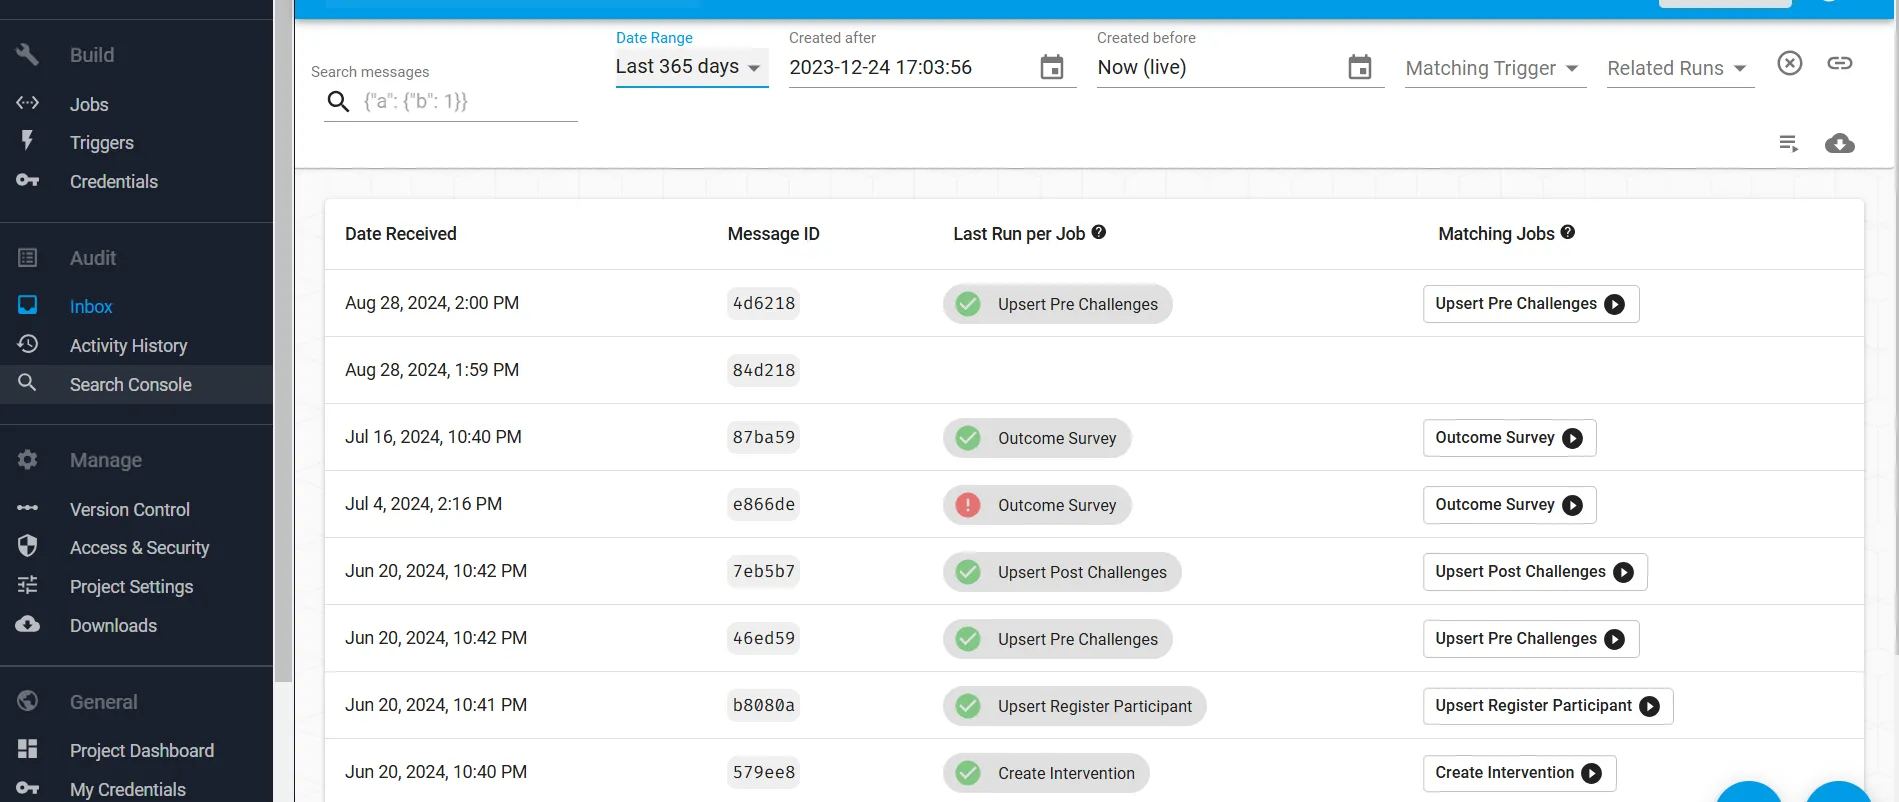 Build
Jobs
Triggers
Credentials
Audit
Inbox
Activity History
Search Console
Manage
Version Control
Access & Security
Project Settings
Downloads
General
Project Dashboard
My Credentials
Search messages
{"a": {"b": 1}}
Date Range
Last 365 days
Created after
2023-12-24 17:03:56
Created before
Now (live)
Matching Trigger
Related Runs
Date Received Message ID Last Run per Job Matching Jobs
Aug 28, 2024, 2:00 PM 4d6218 Upsert Pre Challenges Upsert Pre Challenges
Aug 28, 2024, 1:59 PM 84d218
Jul 16, 2024, 10:40 PM 87ba59 Outcome Survey Outcome Survey
Jul 4, 2024, 2:16 PM e866de Outcome Survey Outcome Survey
Jun 20, 2024, 10:42 PM 7eb5b7 Upsert Post Challenges Upsert Post Challenges
Jun 20, 2024, 10:42 PM 46ed59 Upsert Pre Challenges Upsert Pre Challenges
Jun 20, 2024, 10:41 PM b8080a Upsert Register Participant Upsert Register Participant
Jun 20, 2024, 10:40 PM 579ee8 Create Intervention Create Intervention